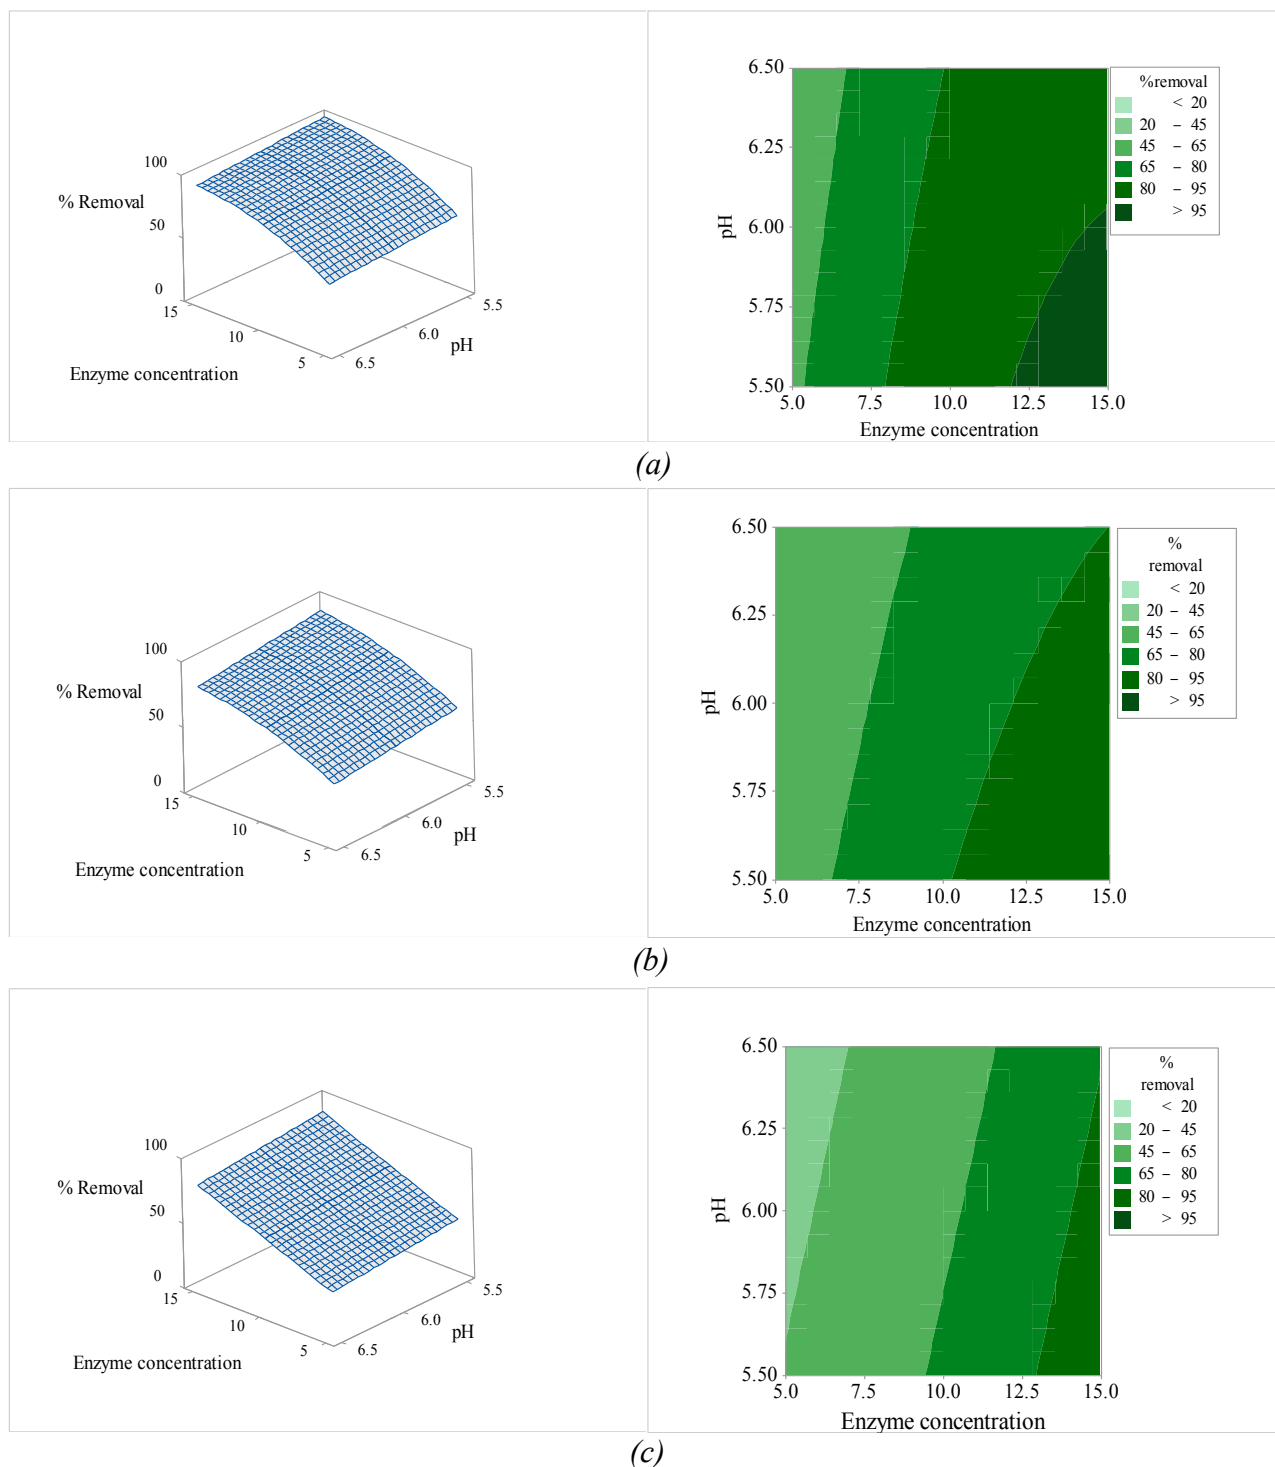 100
% Removal
50
0
15
10
5
Enzyme concentration
5.5
6.0
6.5
pH
6.50
6.25
6.00
5.75
5.50
pH
5.0 7.5 10.0 12.5 15.0
Enzyme concentration
%removal
< 20
20 – 45
45 – 65
65 – 80
80 – 95
> 95
(a)
100
% Removal
50
0
15
10
5
Enzyme concentration
5.5
6.0
6.5
pH
6.50
6.25
6.00
5.75
5.50
pH
5.0 7.5 10.0 12.5 15.0
Enzyme concentration
%
removal
< 20
20 – 45
45 – 65
65 – 80
80 – 95
> 95
(b)
100
% Removal
50
0
15
10
5
Enzyme concentration
5.5
6.0
6.5
pH
6.50
6.25
6.00
5.75
5.50
pH
5.0 7.5 10.0 12.5 15.0
Enzyme concentration
%
removal
< 20
20 – 45
45 – 65
65 – 80
80 – 95
> 95
(c)